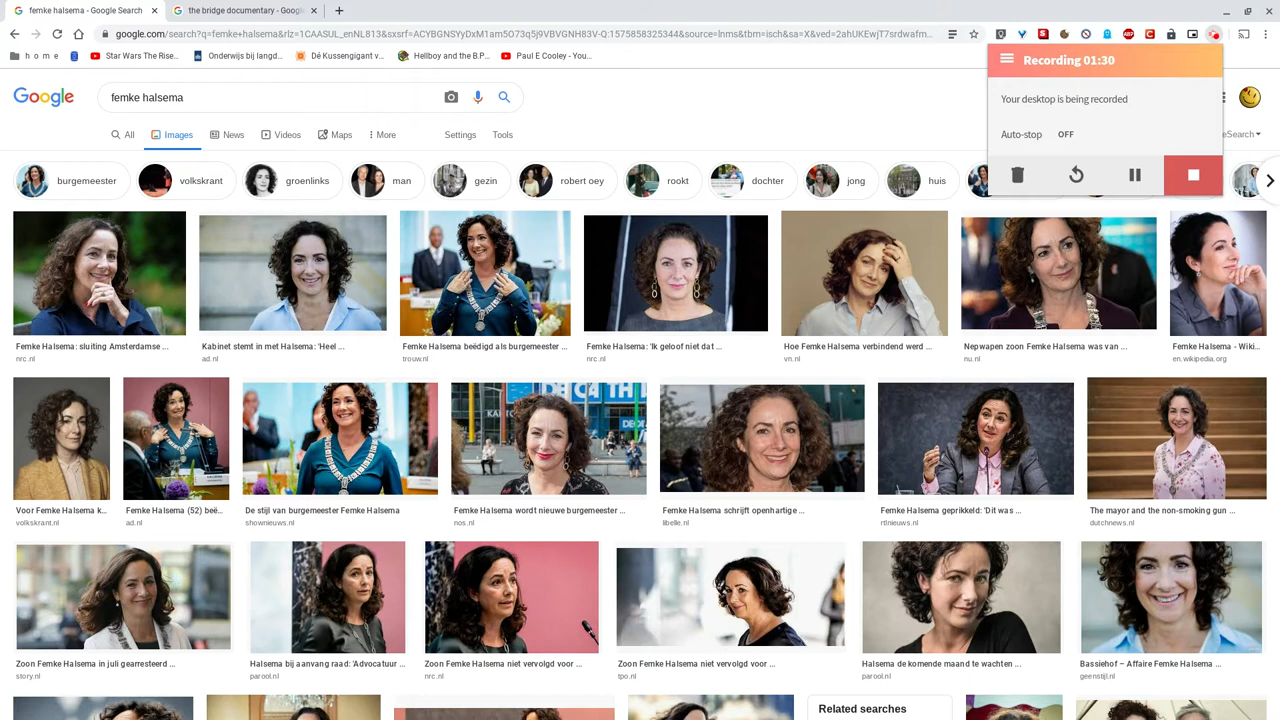 femke halsema - Google Search
the bridge documentary - Googl
google.com/search?q=femke+halsema&rlz=1CAASUL_enNL813&sxsrf=ACYBGNSYyDxM1am5O73q5j9VBVGNH83V-Q:1575858325344&source=lnms&tbm=isch&sa=X&ved=2ahUKEwjT7srdwafm...
h o m e
Star Wars The Rise...
Onderwijs bij langd...
Dé Kussengigant v...
Hellboy and the B.P...
Paul E Cooley - You...
Recording 01:30
Your desktop is being recorded
Auto-stop OFF
Google
femke halsema
All
Images
News
Videos
Maps
More
Settings
Tools
eSearch
burgemeester
volkskrant
groenlinks
man
gezin
robert oey
rookt
dochter
jong
huis
Femke Halsema: sluiting Amsterdamse ...
nrc.nl
Kabinet stemt in met Halsema: 'Heel ...
ad.nl
Femke Halsema beëdigd als burgemeester ...
trouw.nl
Femke Halsema: 'Ik geloof niet dat ...
nrc.nl
Hoe Femke Halsema verbindend werd ...
vn.nl
Nepwapen zoon Femke Halsema was van ...
nu.nl
Femke Halsema - Wiki...
en.wikipedia.org
Voor Femke Halsema k...
volkskrant.nl
Femke Halsema (52) beë...
ad.nl
De stijl van burgemeester Femke Halsema
shownieuws.nl
Femke Halsema wordt nieuwe burgemeester ...
nos.nl
Femke Halsema schrijft openhartige ...
libelle.nl
Femke Halsema geprikkeld: 'Dit was ...
rtlnieuws.nl
The mayor and the non-smoking gun ...
dutchnews.nl
Zoon Femke Halsema in juli gearresteerd ...
story.nl
Halsema bij aanvang raad: 'Advocatuur ...
parool.nl
Zoon Femke Halsema niet vervolgd voor ...
nrc.nl
Zoon Femke Halsema niet vervolgd voor ...
tpo.nl
Halsema de komende maand te wachten ...
parool.nl
Bassiehof – Affaire Femke Halsema ...
geenstijl.nl
Related searches